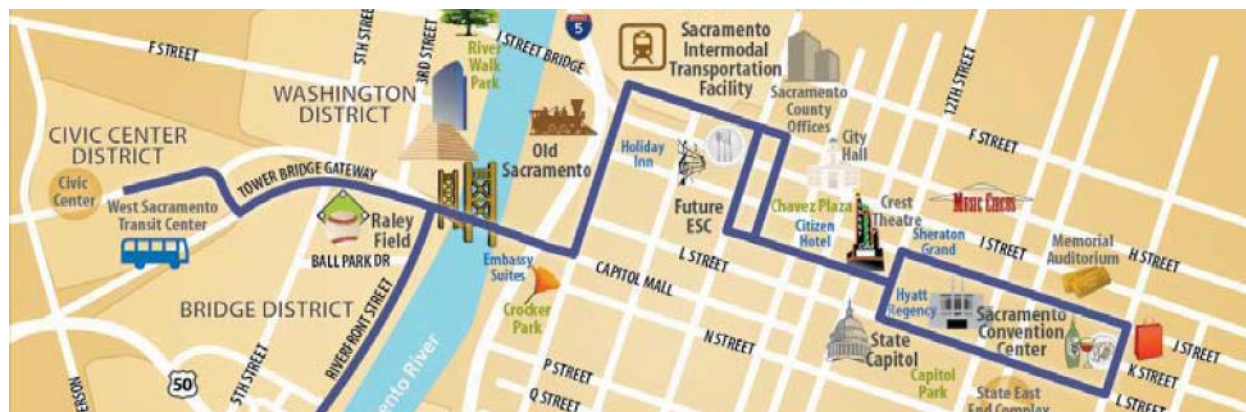 F STREET
5TH STREET
3RD STREET
River
Walk
Park
I STREET BRIDGE
5
Sacramento
Intermodal
Transportation
Facility
Sacramento
County
Offices
12TH STREET
F STREET
WASHINGTON
DISTRICT
CIVIC CENTER
DISTRICT
Civic
Center
West Sacramento
Transit Center
TOWER BRIDGE GATEWAY
Raley
Field
BALL PARK DR
BRIDGE DISTRICT
RIVERFRONT STREET
5TH STREET
50
Old
Sacramento
Embassy
Suites
Crocker
Park
Holiday
Inn
Future
ESC
City
Hall
Chavez Plaza
Citizen
Hotel
Crest
Theatre
MUSIC CIRCUS
Sheraton
Grand
I STREET
H STREET
Memorial
Auditorium
L STREET
CAPITOL MALL
N STREET
P STREET
Q STREET
State
Capitol
Capitol
Park
Hyatt
Regency
Sacramento
Convention
Center
J STREET
K STREET
L STREET
State East
End Complex